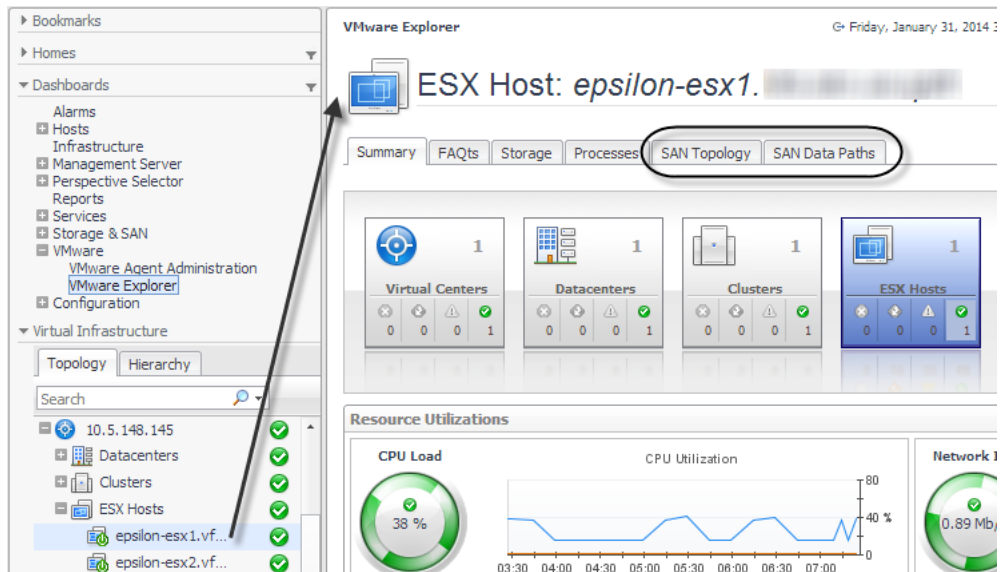 Bookmarks
Homes
Dashboards
Alarms
Hosts
Infrastructure
Management Server
Perspective Selector
Reports
Services
Storage & SAN
VMware
VMware Agent Administration
VMware Explorer
Configuration
Virtual Infrastructure
Topology Hierarchy
Search
10.5.148.145
Datacenters
Clusters
ESX Hosts
epsilon-esx1.vf...
epsilon-esx2.vf...
VMware Explorer
Friday, January 31, 2014 3
ESX Host: epsilon-esx1.
Summary FAQts Storage Processes SAN Topology SAN Data Paths
1 1 1 1
Virtual Centers Datacenters Clusters ESX Hosts
0 0 0 1 0 0 0 1 0 0 0 1 0 0 0 1
Resource Utilizations
CPU Load CPU Utilization Network I
80
38 % 40 % 0.89 Mb/
0
03:30 04:00 04:30 05:00 05:30 06:00 06:30 07:00